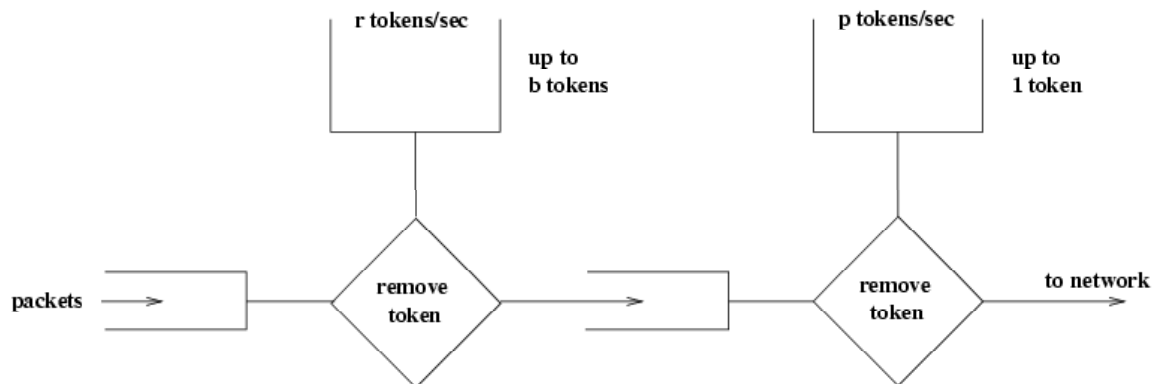 r tokens/sec
up to
b tokens
p tokens/sec
up to
1 token
packets
remove
token
remove
token
to network